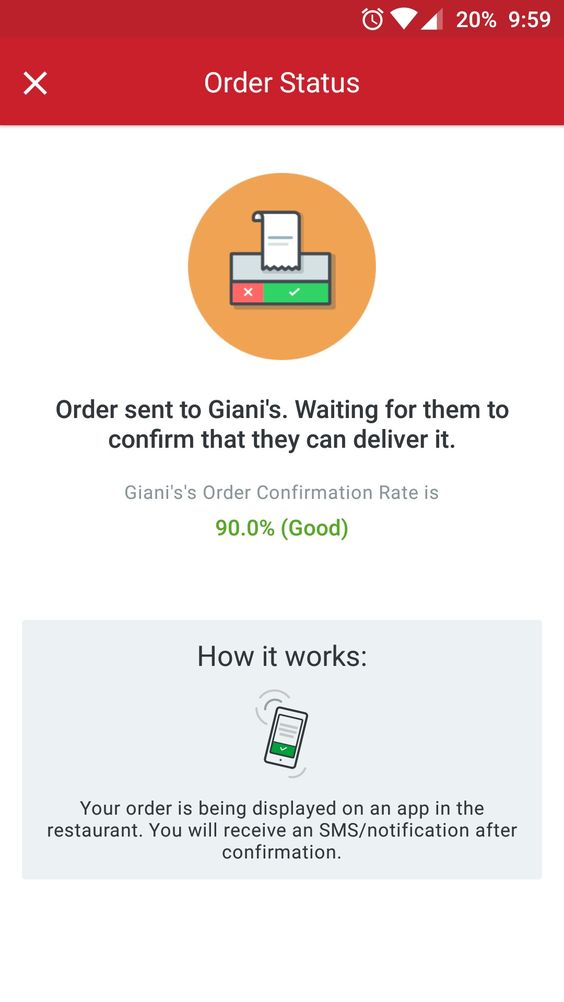 20% 9:59
Order Status
Order sent to Giani's. Waiting for them to
confirm that they can deliver it.
Giani's's Order Confirmation Rate is
90.0% (Good)
How it works:
Your order is being displayed on an app in the
restaurant. You will receive an SMS/notification after
confirmation.